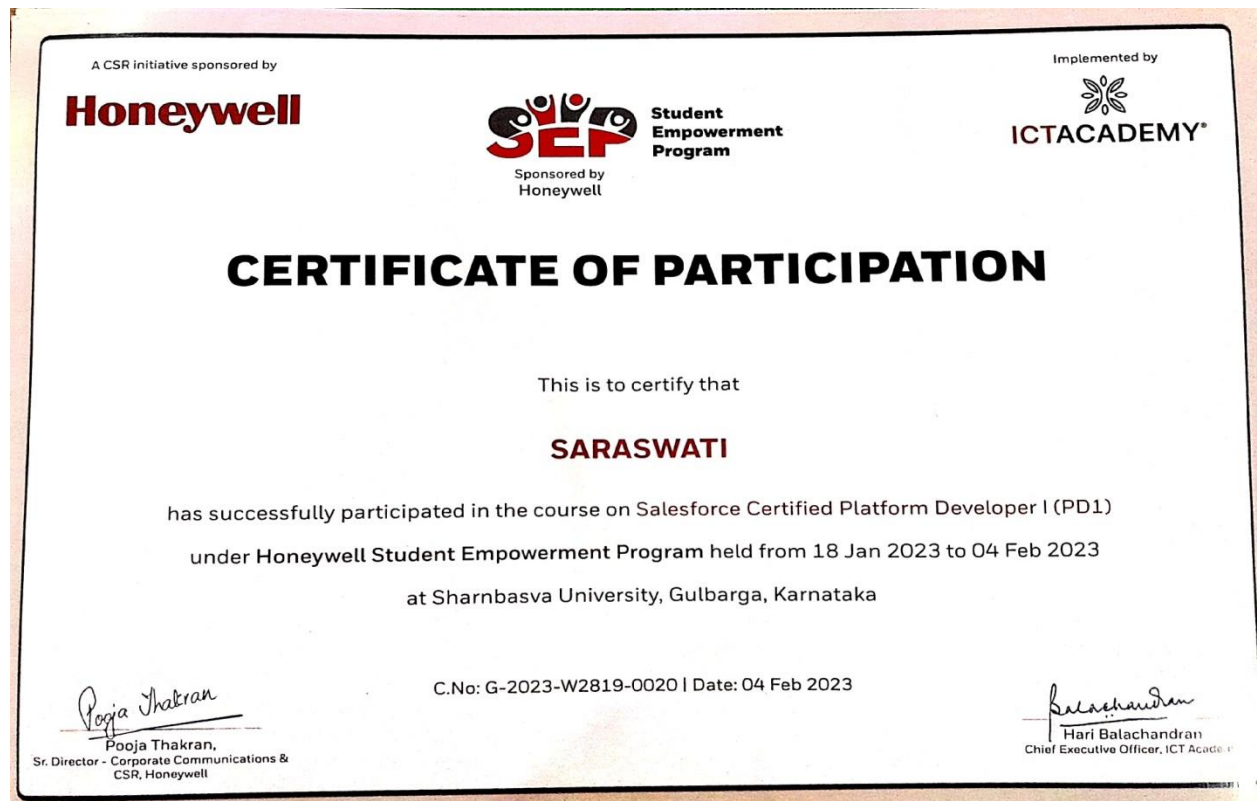 A CSR initiative sponsored by
Honeywell
SEP
Student
Empowerment
Program
Sponsored by
Honeywell
Implemented by
ICTACADEMY®
CERTIFICATE OF PARTICIPATION
This is to certify that
SARASWATI
has successfully participated in the course on Salesforce Certified Platform Developer I (PD1)
under Honeywell Student Empowerment Program held from 18 Jan 2023 to 04 Feb 2023
at Sharnbasva University, Gulbarga, Karnataka
C.No: G-2023-W2819-0020 | Date: 04 Feb 2023
Pooja Thakran
Pooja Thakran,
Sr. Director - Corporate Communications &
CSR, Honeywell
Balachandran
Hari Balachandran
Chief Executive Officer, ICT